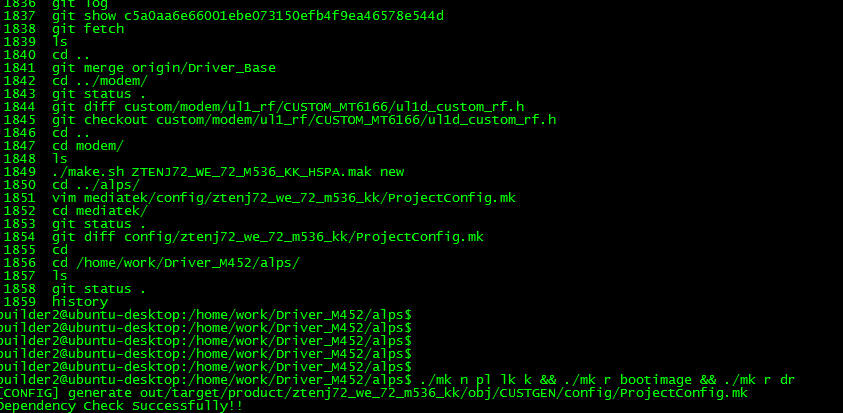 1836 git log
1837 git show c5a0aa6e66001ebe073150efb4f9ea46578e544d
1838 git fetch
1839 ls
1840 cd ..
1841 git merge origin/Driver_Base
1842 cd ../modem/
1843 git status .
1844 git diff custom/modem/ul1_rf/CUSTOM_MT6166/ul1d_custom_rf.h
1845 git checkout custom/modem/ul1_rf/CUSTOM_MT6166/ul1d_custom_rf.h
1846 cd ..
1847 cd modem/
1848 ls
1849 ./make.sh ZTENJ72_WE_72_M536_KK_HSPA.mak new
1850 cd ../alps/
1851 vim mediatek/config/ztenj72_we_72_m536_kk/ProjectConfig.mk
1852 cd mediatek/
1853 git status .
1854 git diff config/ztenj72_we_72_m536_kk/ProjectConfig.mk
1855 cd
1856 cd /home/work/Driver_M452/alps/
1857 ls
1858 git status .
1859 history
builder2@ubuntu-desktop:/home/work/Driver_M452/alps$
builder2@ubuntu-desktop:/home/work/Driver_M452/alps$
builder2@ubuntu-desktop:/home/work/Driver_M452/alps$
builder2@ubuntu-desktop:/home/work/Driver_M452/alps$
builder2@ubuntu-desktop:/home/work/Driver_M452/alps$
builder2@ubuntu-desktop:/home/work/Driver_M452/alps$ ./mk n pl lk k && ./mk r bootimage && ./mk r dr
[CONFIG] generate out/target/product/ztenj72_we_72_m536_kk/obj/CUSTGEN/config/ProjectConfig.mk
Dependency Check Successfully!!